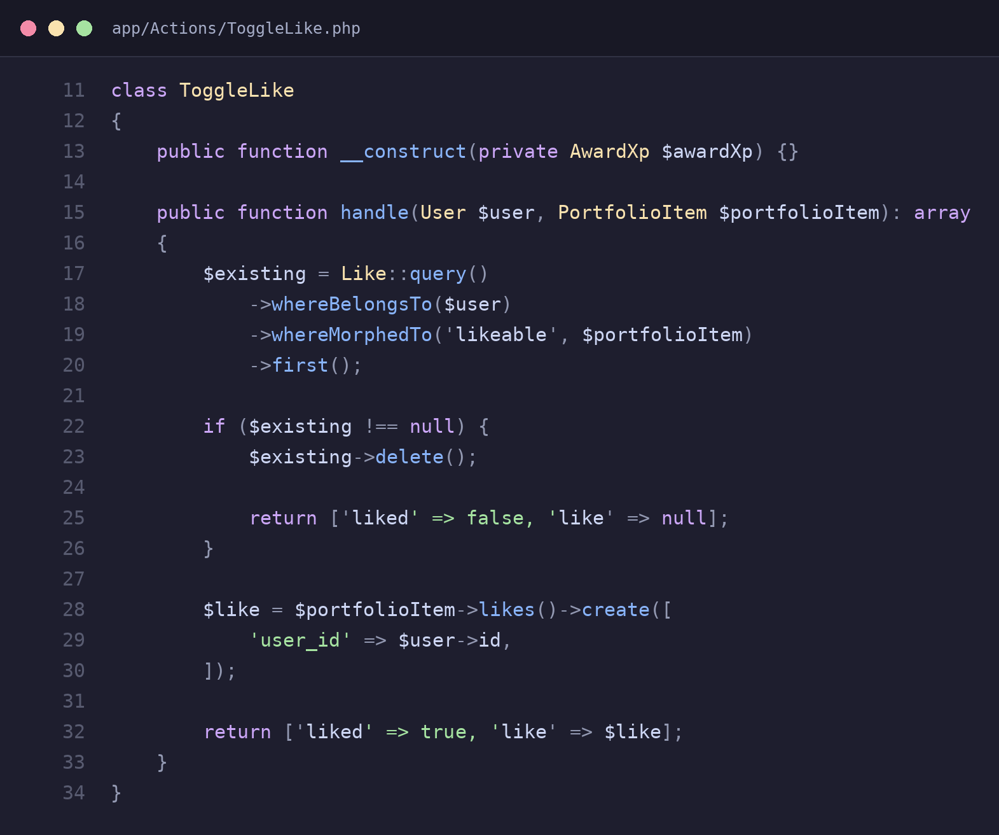 app/Actions/ToggleLike.php
11 class ToggleLike
12 {
13     public function __construct(private AwardXp $awardXp) {}
14
15     public function handle(User $user, PortfolioItem $portfolioItem): array
16     {
17         $existing = Like::query()
18             ->whereBelongsTo($user)
19             ->whereMorphedTo('likeable', $portfolioItem)
20             ->first();
21
22         if ($existing !== null) {
23             $existing->delete();
24
25             return ['liked' => false, 'like' => null];
26         }
27
28         $like = $portfolioItem->likes()->create([
29             'user_id' => $user->id,
30         ]);
31
32         return ['liked' => true, 'like' => $like];
33     }
34 }